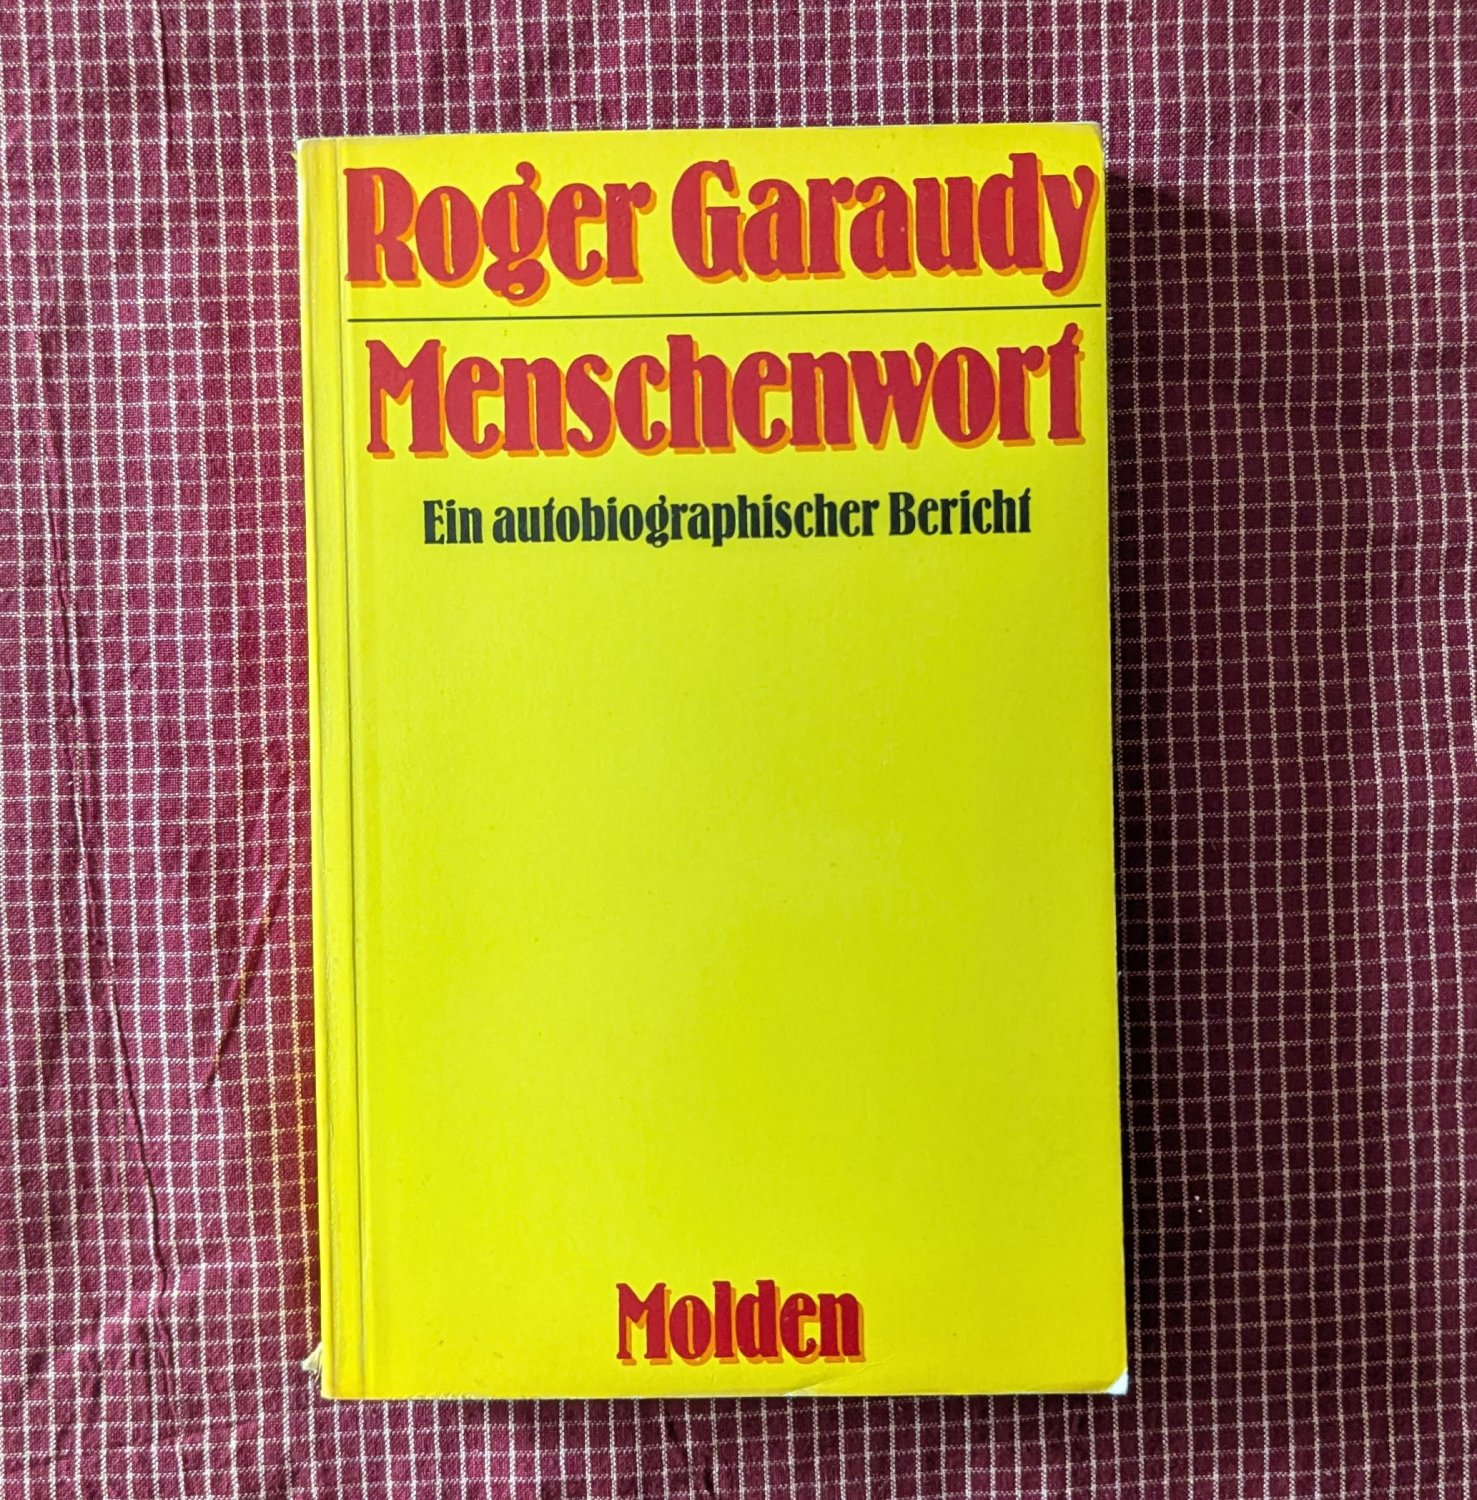 Roger Garaudy
Menschenwort
Ein autobiographischer Bericht
Molden